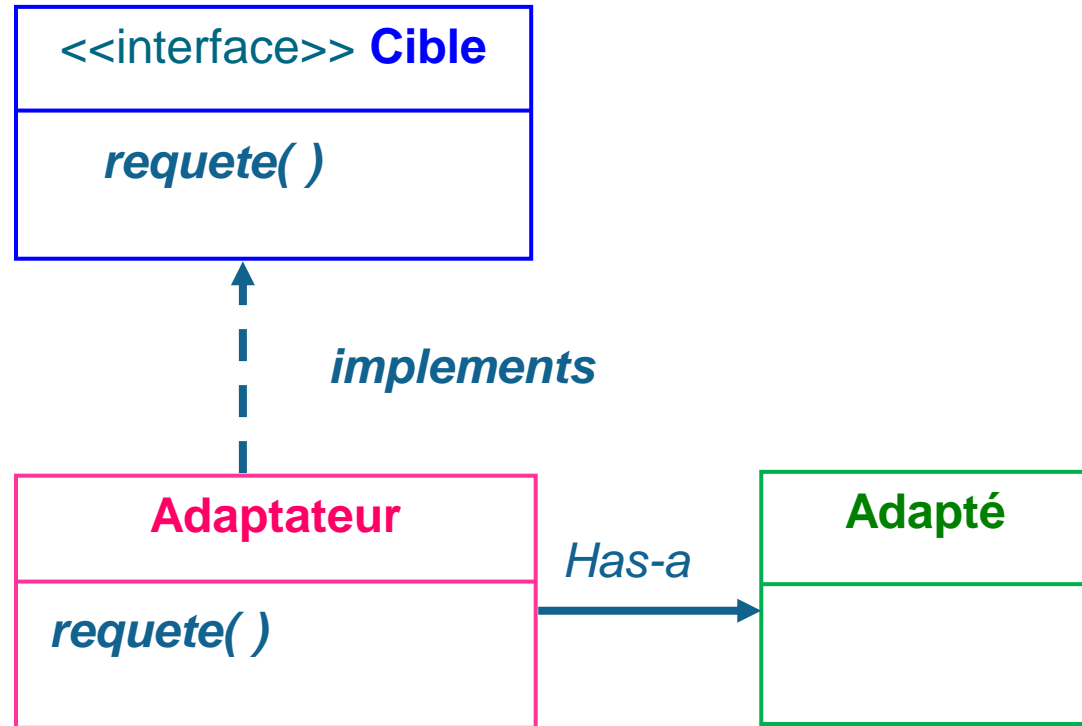 <<interface>> Cible
requete( )
implements
Adaptateur
Adapté
Has-a
requete( )